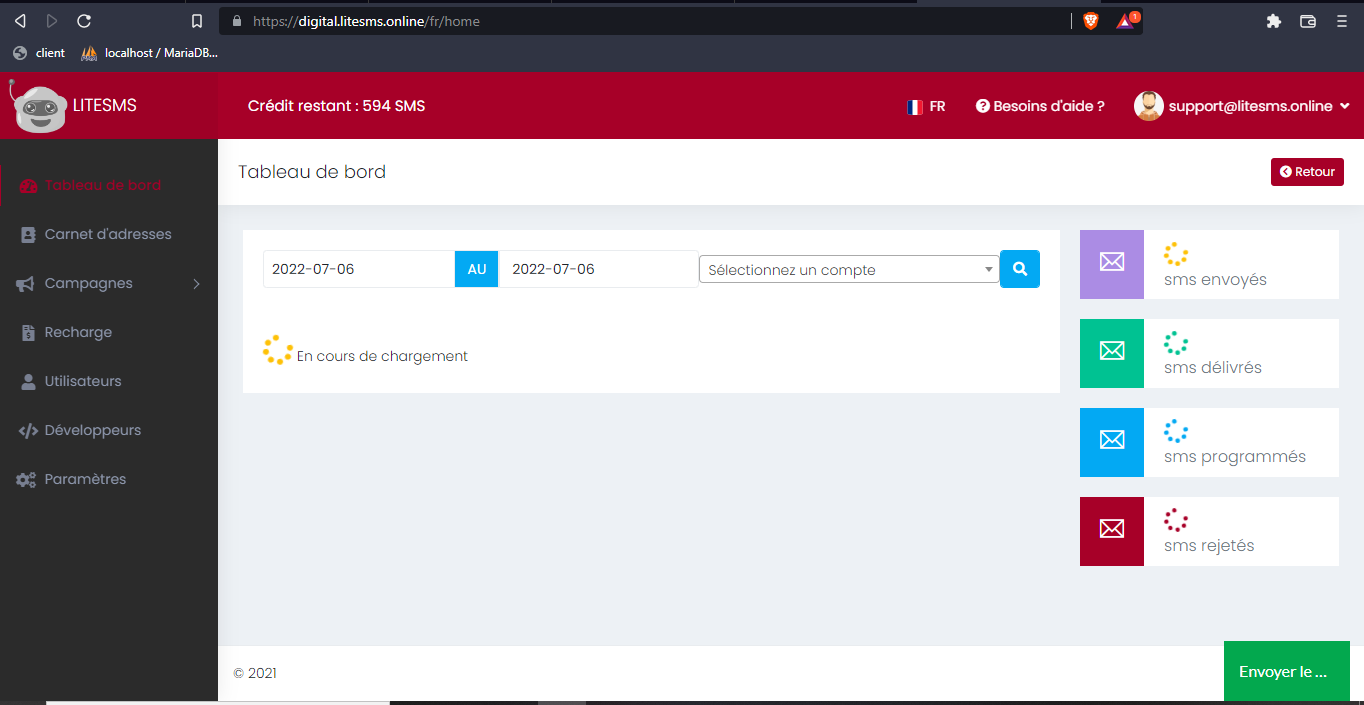 https://digital.litesms.online/fr/home
1
client
localhost / MariaDB...
LITESMS
Crédit restant : 594 SMS
FR
Besoins d'aide ?
support@litesms.online
Tableau de bord
Retour
Tableau de bord
Carnet d'adresses
Campagnes
Recharge
Utilisateurs
Développeurs
Paramètres
2022-07-06
AU
2022-07-06
Sélectionnez un compte
En cours de chargement
sms envoyés
sms délivrés
sms programmés
sms rejetés
© 2021
Envoyer le ...